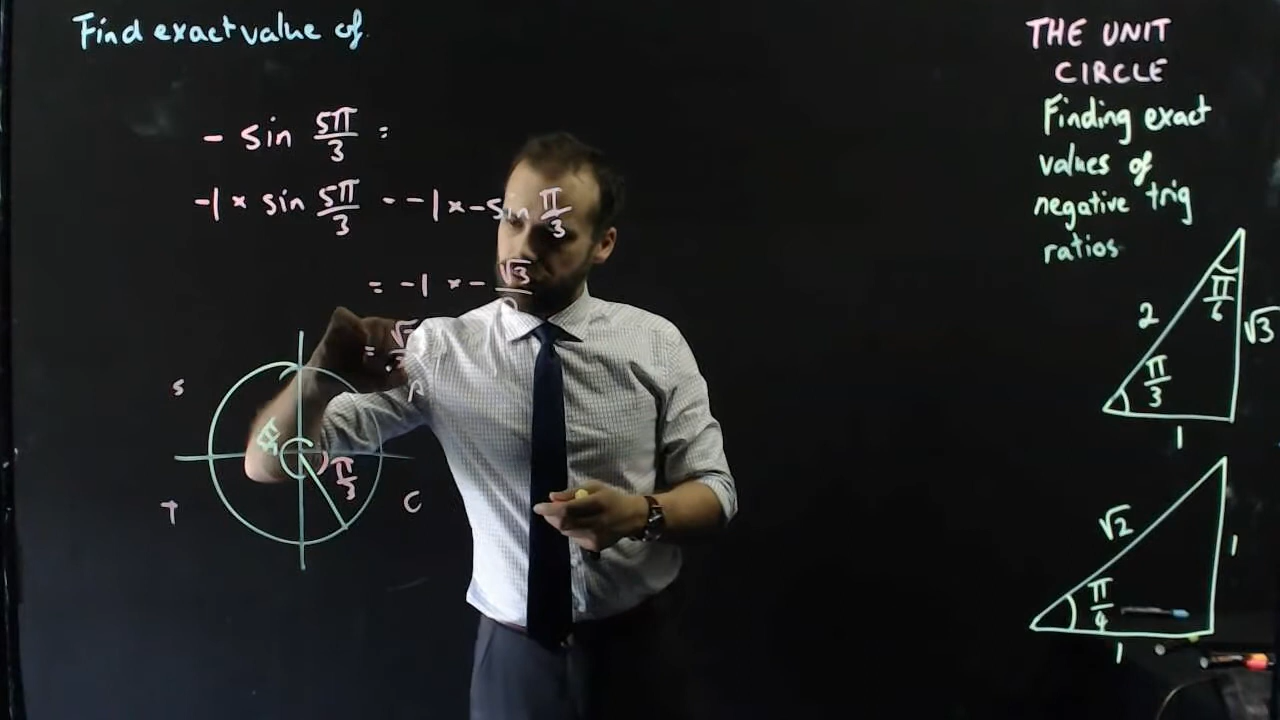 Find exact value of
- sin 5π/3 =
-1 × sin 5π/3 = -1 × -sin π/3
= -1 × - √3/2
=
S
A
T
C
π/3
THE UNIT
CIRCLE
Finding exact
values of
negative trig
ratios
2
π/6
√3
π/3
1
√2
1
π/4
1